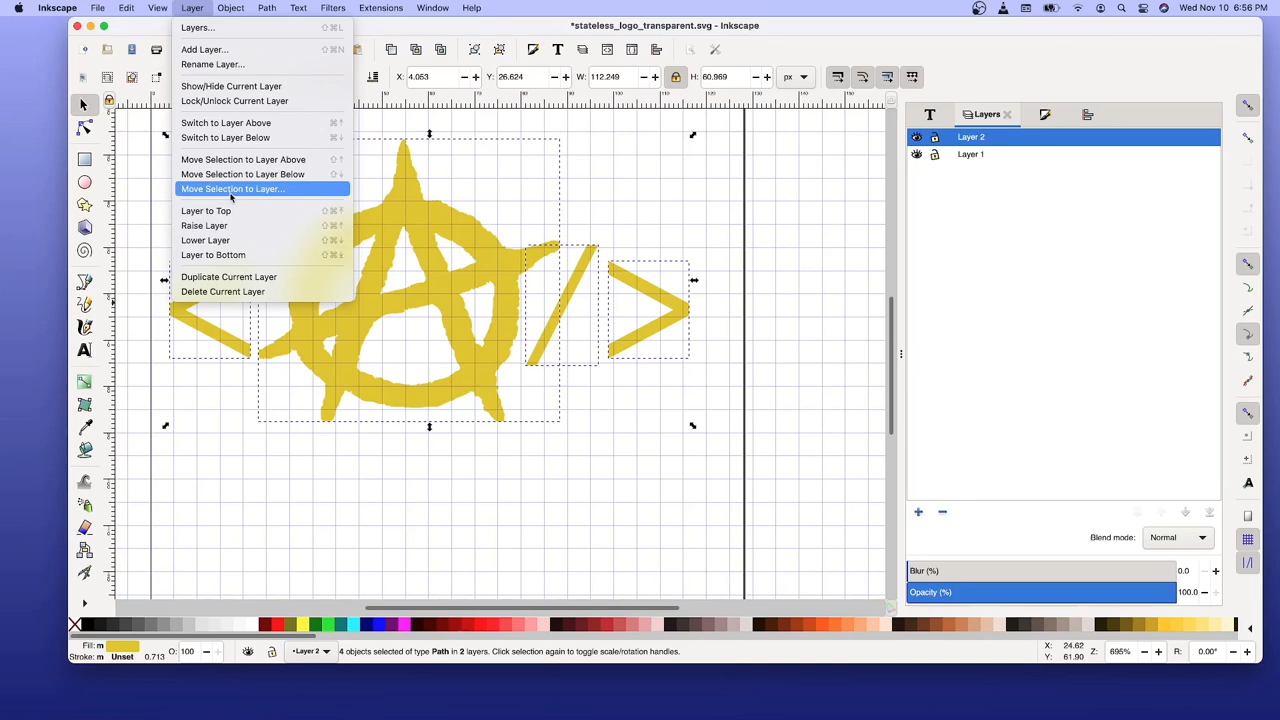 Inkscape File Edit View Layer Object Path Text Filters Extensions Window Help Wed Nov 10 6:56 PM
*stateless_logo_transparent.svg - Inkscape
Layers... ⇧⌘L
Add Layer... ⇧⌘N
Rename Layer...
Show/Hide Current Layer
Lock/Unlock Current Layer
Switch to Layer Above ⌘↑
Switch to Layer Below ⌘↓
Move Selection to Layer Above ⇧↑
Move Selection to Layer Below ⇧↓
Move Selection to Layer...
Layer to Top
Raise Layer
Lower Layer
Layer to Bottom
Duplicate Current Layer
Delete Current Layer
X: 4.053 Y: 26.624 W: 112.249 H: 60.969 px
Layers
Layer 2
Layer 1
Blend mode: Normal
Blur (%) 0.0
Opacity (%) 100.0
Fill: m
Stroke: m Unset 0.713
O: 100
•Layer 2
4 objects selected of type Path in 2 layers. Click selection again to toggle scale/rotation handles.
X: 24.62
Y: 61.90
Z: 695%
R: 0.00°